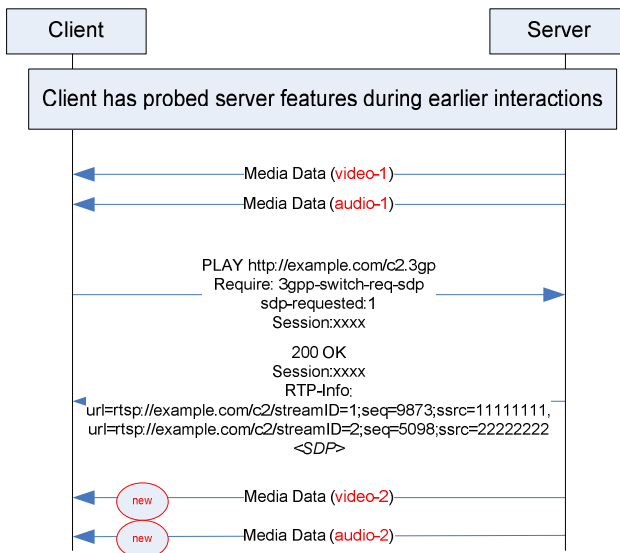 Client
Server
Client has probed server features during earlier interactions
Media Data (video-1)
Media Data (audio-1)
PLAY http://example.com/c2.3gp
Require: 3gpp-switch-req-sdp
sdp-requested:1
Session:xxxx
200 OK
Session:xxxx
RTP-Info:
url=rtsp://example.com/c2/streamID=1;seq=9873;ssrc=11111111,
url=rtsp://example.com/c2/streamID=2;seq=5098;ssrc=22222222
<SDP>
new
Media Data (video-2)
new
Media Data (audio-2)